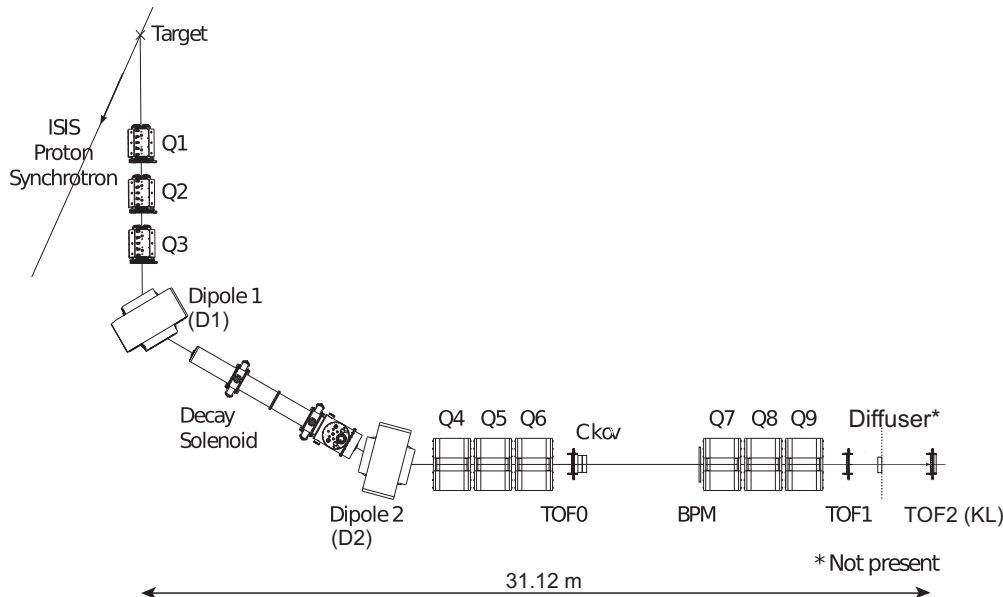 Target
ISIS
Proton
Synchrotron
Q1
Q2
Q3
Dipole 1
(D1)
Decay
Solenoid
Dipole 2
(D2)
Q4
Q5
Q6
Ckov
Q7
Q8
Q9
Diffuser*
TOF0
BPM
TOF1
TOF2 (KL)
* Not present
31.12 m